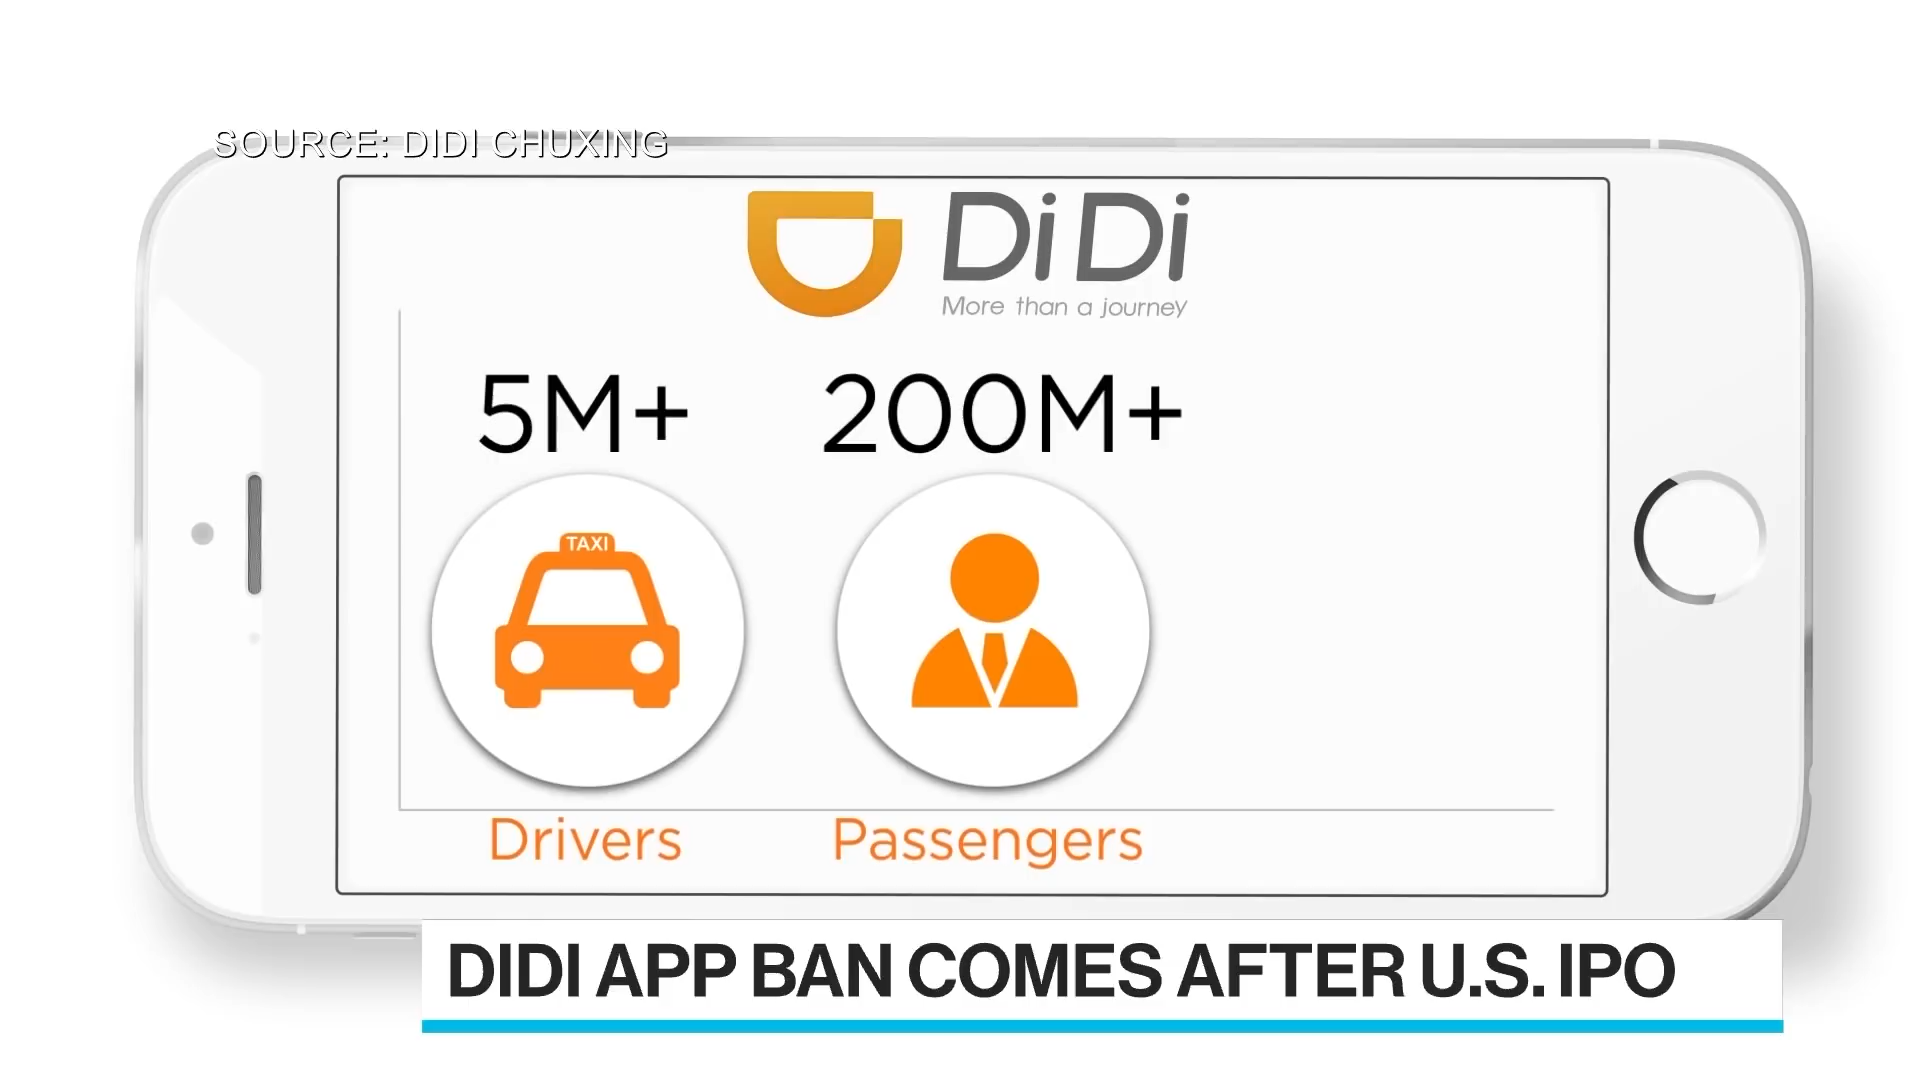 SOURCE: DIDI CHUXING
DiDi
More than a journey
5M+ 200M+
TAXI
Drivers Passengers
DIDI APP BAN COMES AFTER U.S. IPO